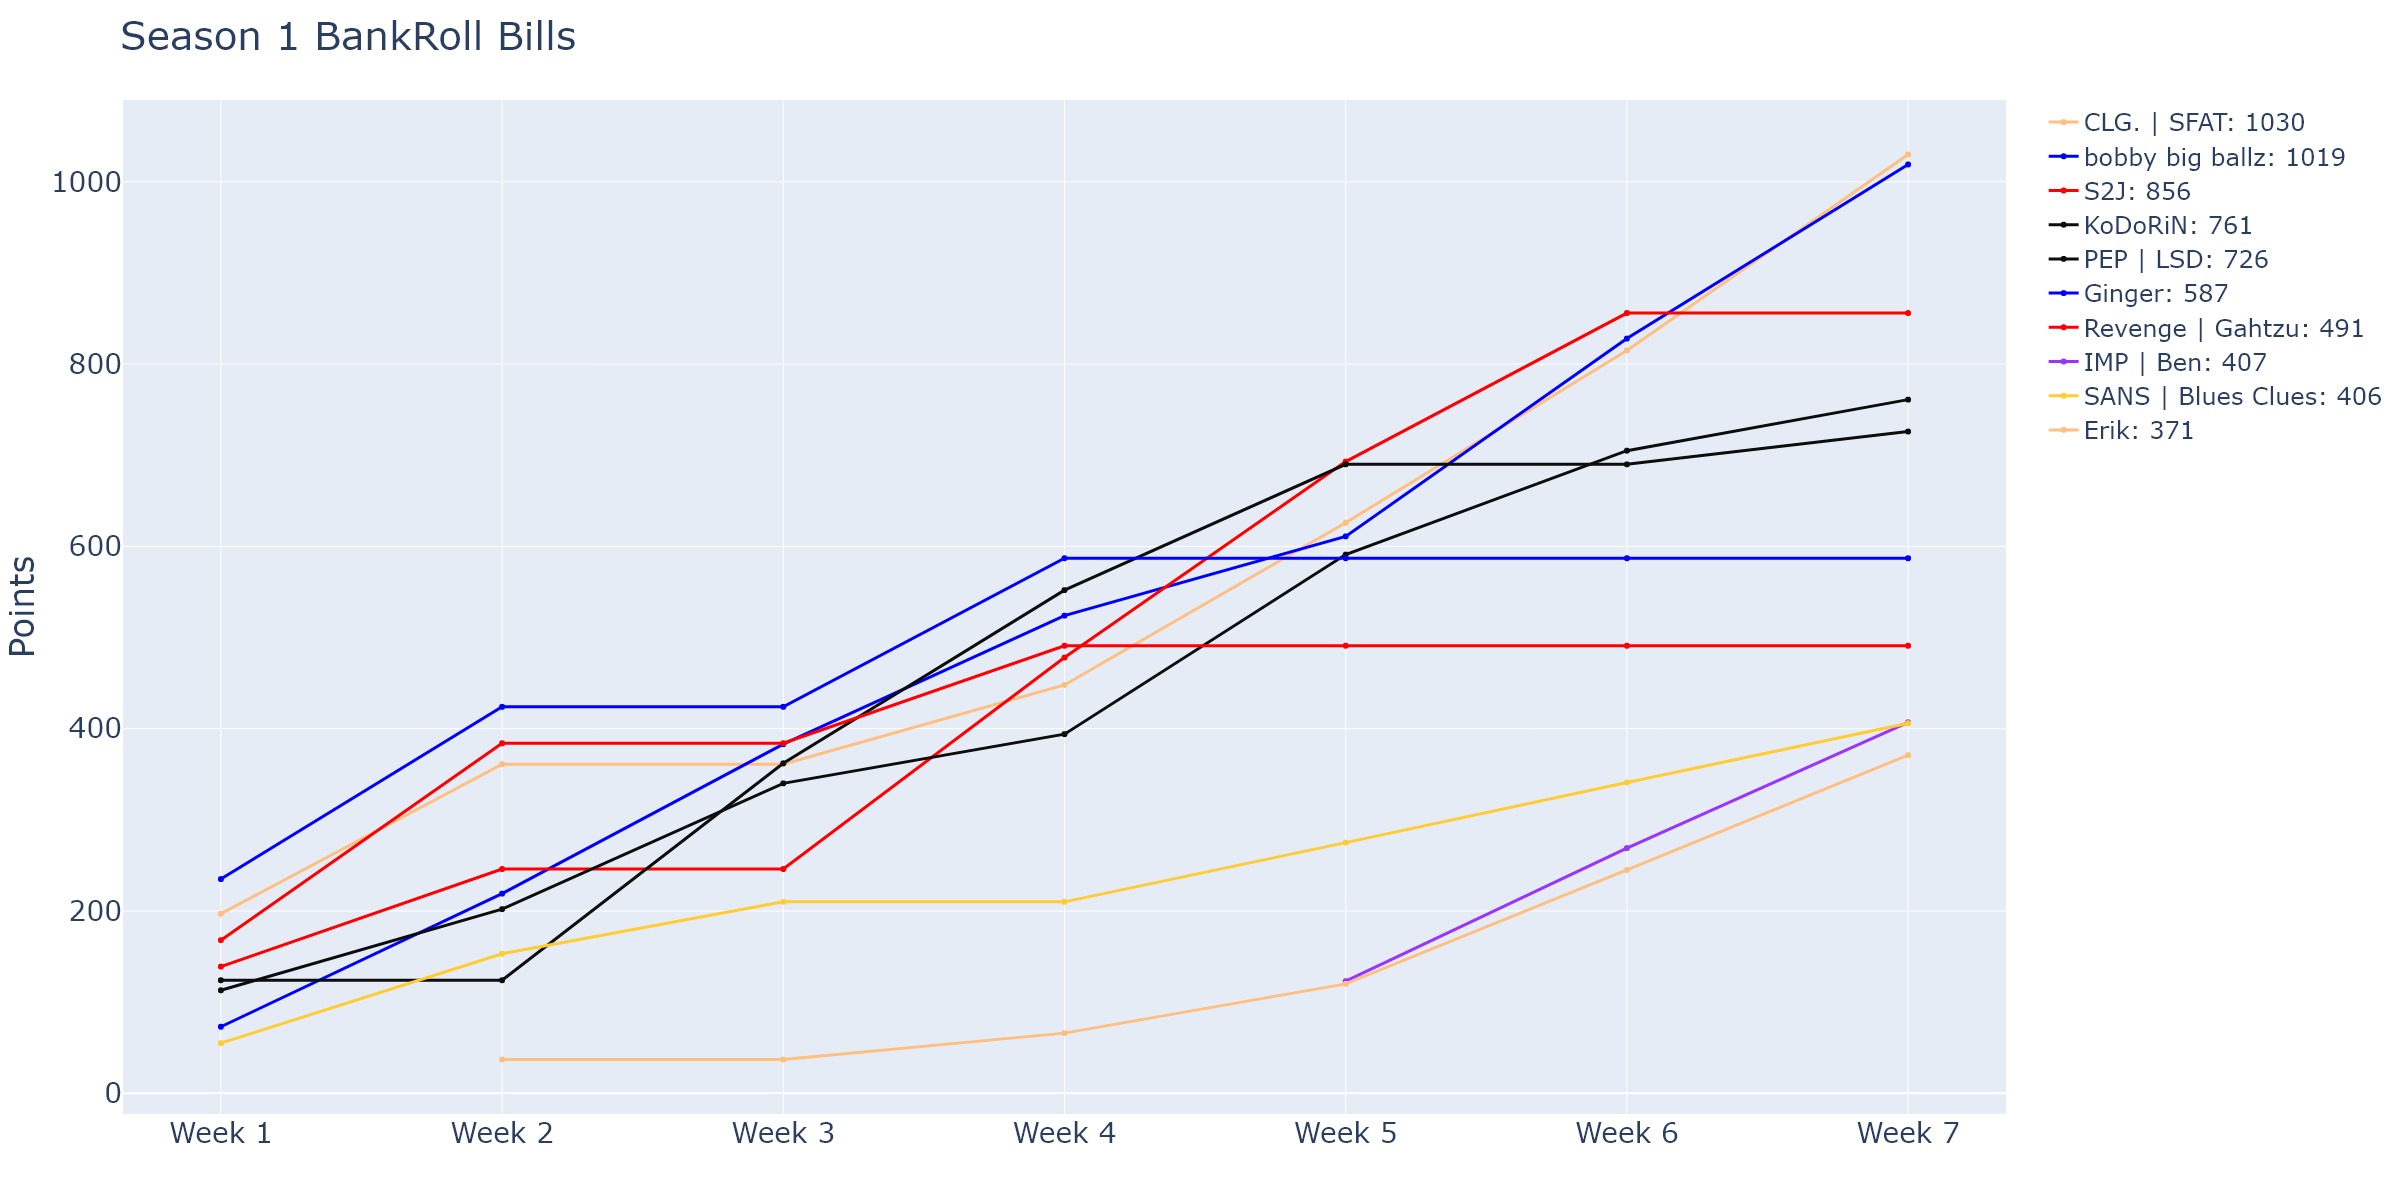 Season 1 BankRoll Bills
CLG. | SFAT: 1030
bobby big ballz: 1019
S2J: 856
KoDoRiN: 761
PEP | LSD: 726
Ginger: 587
Revenge | Gahtzu: 491
IMP | Ben: 407
SANS | Blues Clues: 406
Erik: 371
Points
1000
800
600
400
200
0
Week 1
Week 2
Week 3
Week 4
Week 5
Week 6
Week 7